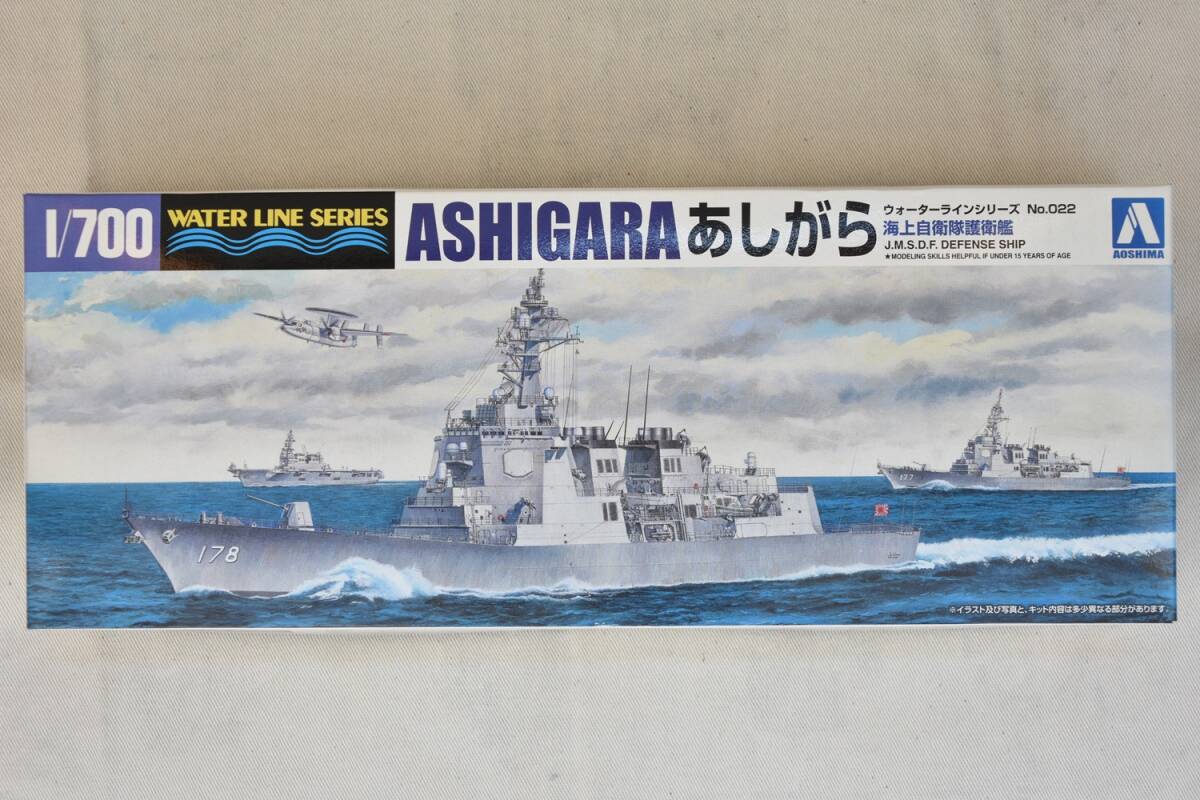 1/700
WATER LINE SERIES
ASHIGARA あしがら
ウォーターラインシリーズ No.022
海上自衛隊護衛艦
J.M.S.D.F. DEFENSE SHIP
★MODELING SKILLS HELPFUL IF UNDER 15 YEARS OF AGE
AOSHIMA
177
178
※イラスト及び写真と、キット内容は多少異なる部分があります。